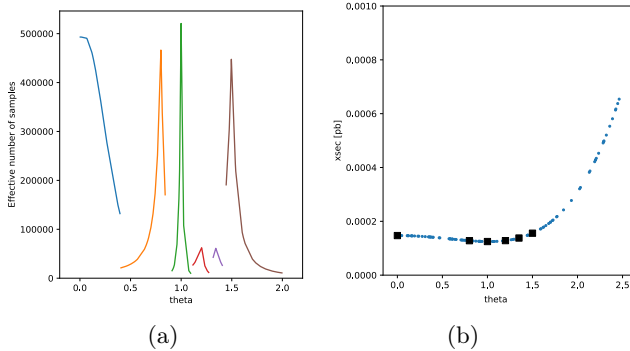 500000
400000
300000
200000
100000
0
Effective number of samples
0.0 0.5 1.0 1.5 2.0
theta
(a)
0.0010
0.0008
0.0006
0.0004
0.0002
0.0000
xsec [pb]
0.0 0.5 1.0 1.5 2.0 2.5
theta
(b)